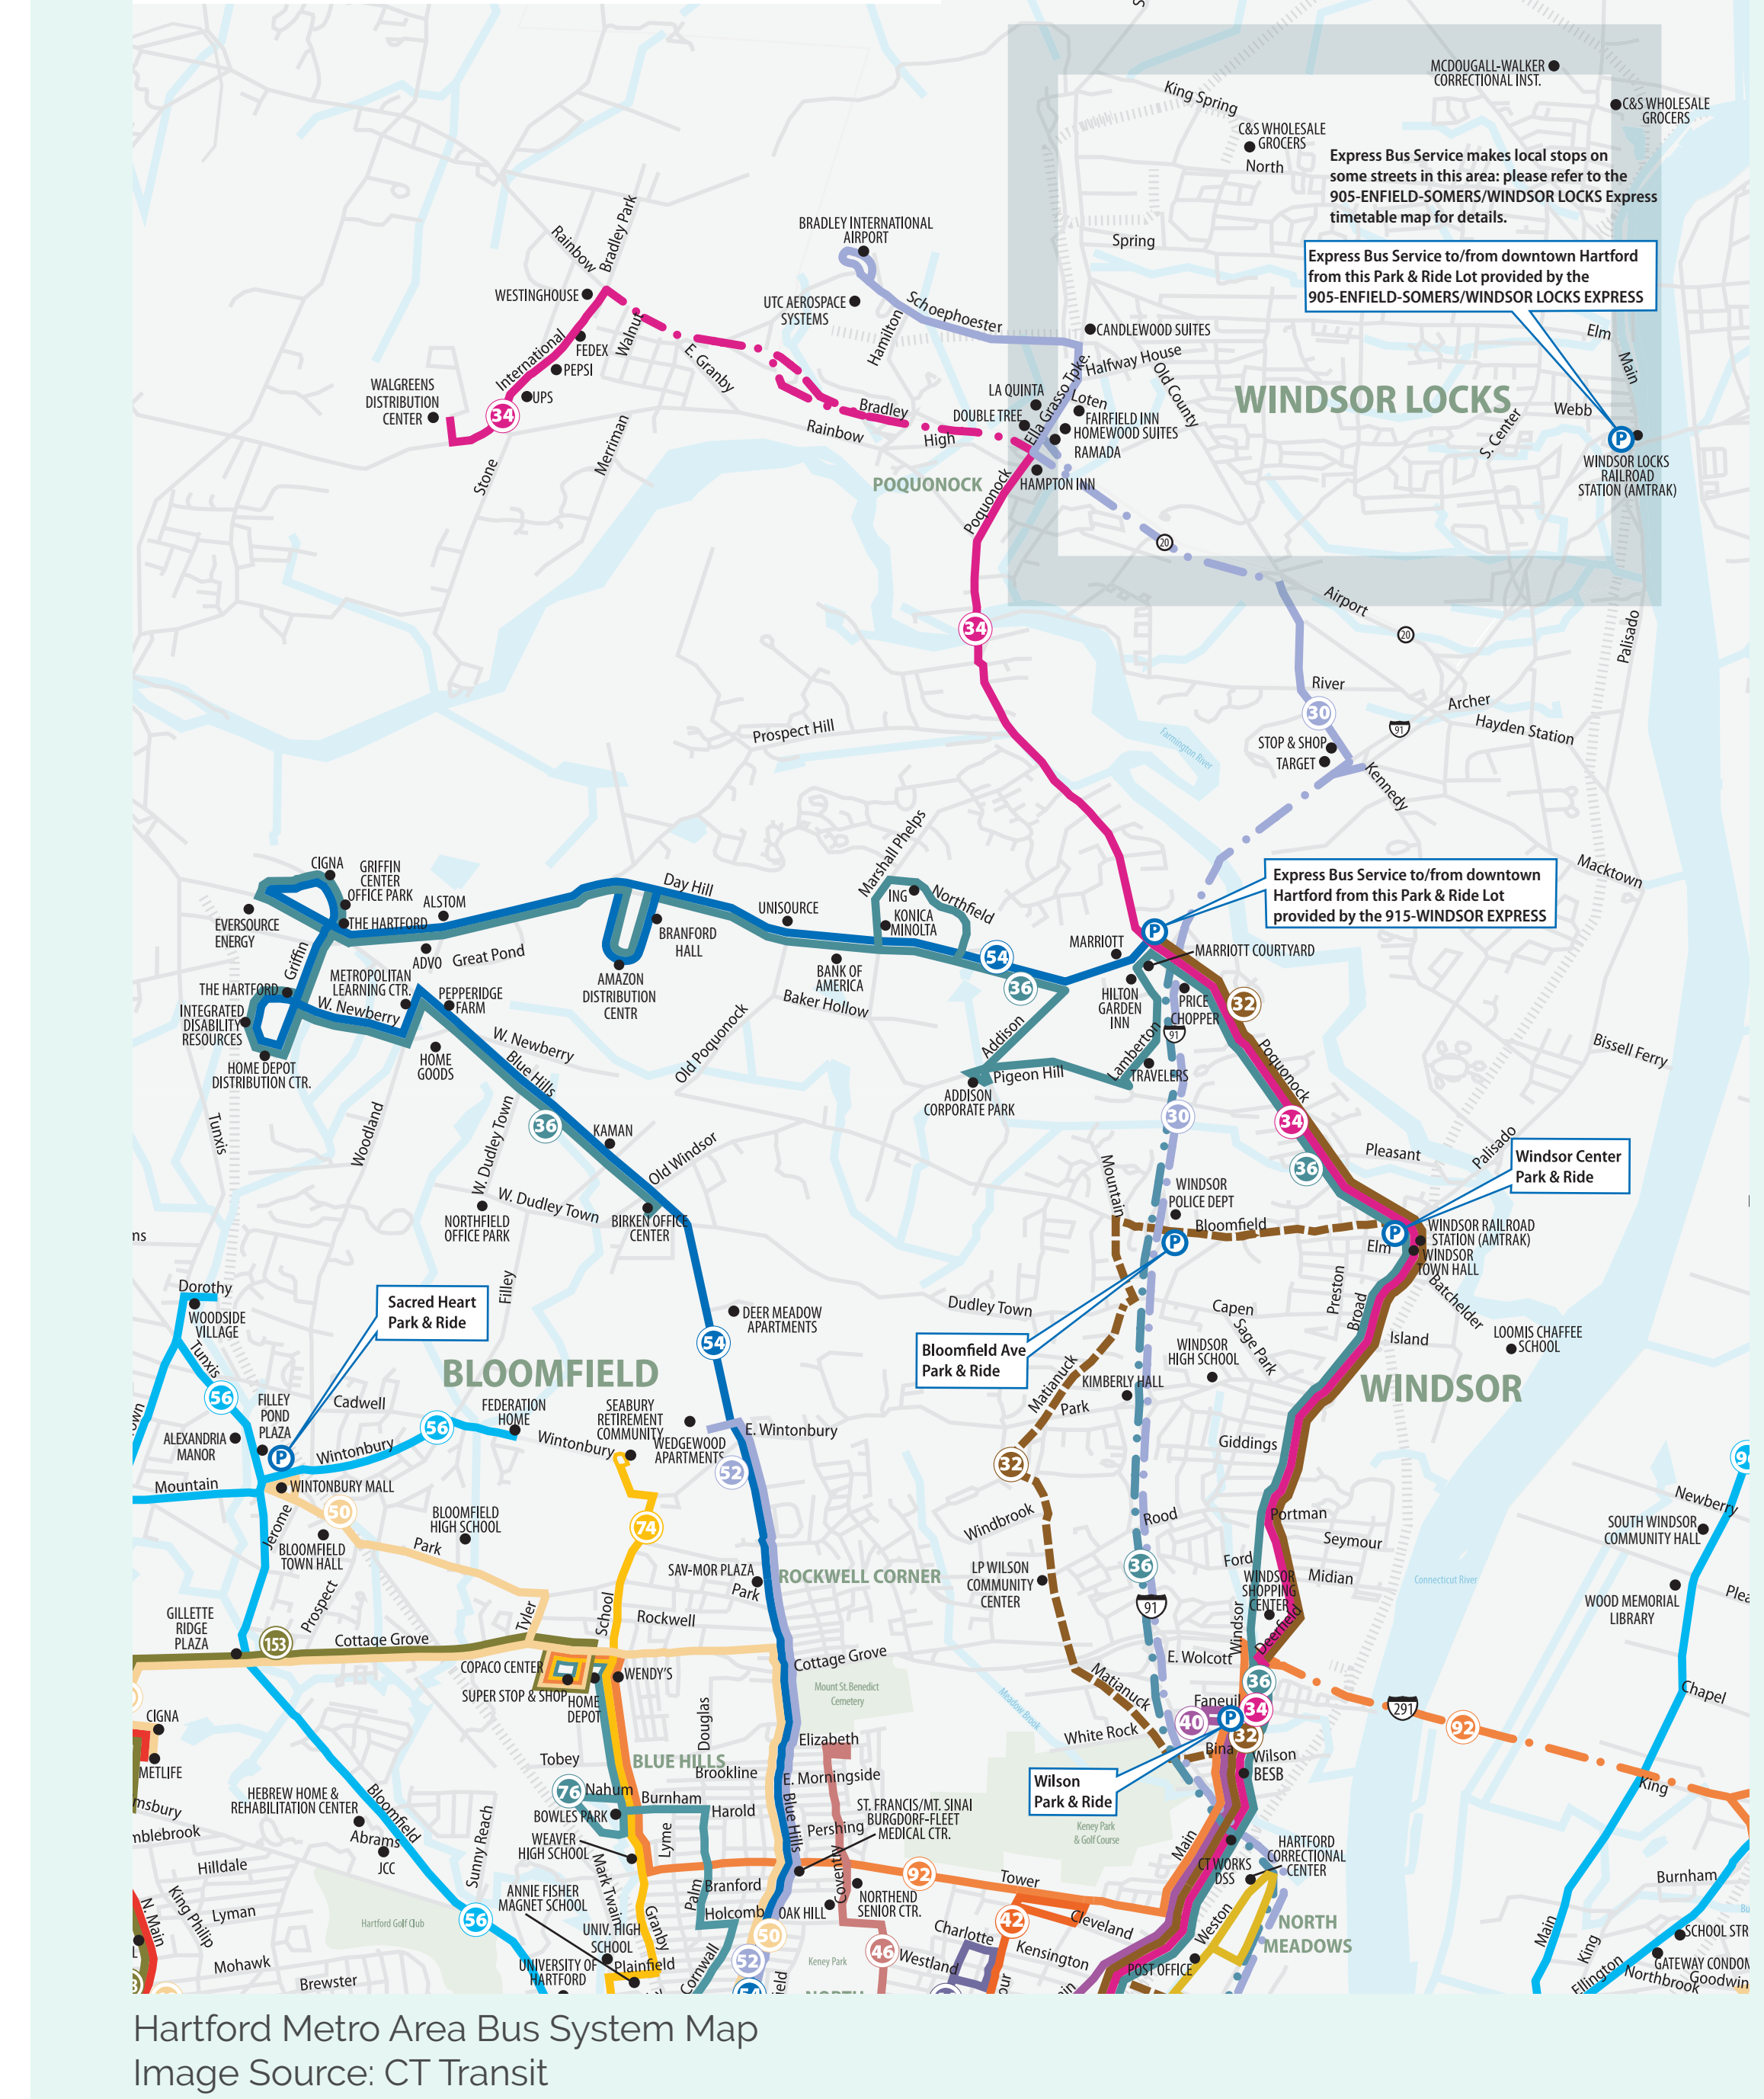 MCDOUGALL-WALKER
CORRECTIONAL INST.
C&S WHOLESALE
GROCERS
King Spring
C&S WHOLESALE
GROCERS
North
Express Bus Service makes local stops on
some streets in this area: please refer to the
905-ENFIELD-SOMERS/WINDSOR LOCKS Express
timetable map for details.
Spring
Express Bus Service to/from downtown Hartford
from this Park & Ride Lot provided by the
905-ENFIELD-SOMERS/WINDSOR LOCKS EXPRESS
Bradley Park
Rainbow
BRADLEY INTERNATIONAL
AIRPORT
WESTINGHOUSE
UTC AEROSPACE
SYSTEMS
Schoephoester
Hamilton
CANDLEWOOD SUITES
Elm
Main
Walnut
International
FEDEX
PEPSI
UPS
E. Granby
Halfway House
Old County
Ella Grasso Tpke.
LA QUINTA
Loten
DOUBLE TREE
FAIRFIELD INN
HOMEWOOD SUITES
RAMADA
HAMPTON INN
WINDSOR LOCKS
Webb
S. Center
P
WINDSOR LOCKS
RAILROAD
STATION (AMTRAK)
WALGREENS
DISTRIBUTION
CENTER
34
Bradley
Rainbow
High
Merriman
Stone
POQUONOCK
Poquonock
20
Airport
20
Palisado
34
River
30
Archer
Hayden Station
91
Prospect Hill
Farmington River
STOP & SHOP
TARGET
Kennedy
Macktown
Marshall Phelps
Express Bus Service to/from downtown
Hartford from this Park & Ride Lot
provided by the 915-WINDSOR EXPRESS
CIGNA
GRIFFIN
CENTER
OFFICE PARK
ALSTOM
Day Hill
UNISOURCE
ING
Northfield
KONICA
MINOLTA
EVERSOURCE
ENERGY
THE HARTFORD
BRANFORD
HALL
P
MARRIOTT
MARRIOTT COURTYARD
54
36
Griffin
ADVO
Great Pond
AMAZON
DISTRIBUTION
CENTR
BANK OF
AMERICA
Baker Hollow
HILTON
GARDEN
INN
PRICE
CHOPPER
32
THE HARTFORD
METROPOLITAN
LEARNING CTR.
PEPPERIDGE
FARM
INTEGRATED
DISABILITY
RESOURCES
W. Newberry
W. Newberry
Blue Hills
HOME
GOODS
HOME DEPOT
DISTRIBUTION CTR.
Old Poquonock
Addison
Pigeon Hill
Lamberton
91
TRAVELERS
ADDISON
CORPORATE PARK
Poquonock
Bissell Ferry
Tunxis
Woodland
W. Dudley Town
36
KAMAN
Old Windsor
30
34
36
Pleasant
Palisado
Windsor Center
Park & Ride
W. Dudley Town
NORTHFIELD
OFFICE PARK
BIRKEN OFFICE
CENTER
Mountain
WINDSOR
POLICE DEPT
Bloomfield
P
P
Elm
WINDSOR RAILROAD
STATION (AMTRAK)
WINDSOR
TOWN HALL
Filley
Dorothy
WOODSIDE
VILLAGE
Tunxis
Sacred Heart
Park & Ride
DEER MEADOW
APARTMENTS
54
Dudley Town
Capen
Sage Park
Preston
Broad
Batchelder
Island
LOOMIS CHAFFEE
SCHOOL
Bloomfield Ave
Park & Ride
WINDSOR
HIGH SCHOOL
KIMBERLY HALL
Matianuck
Park
BLOOMFIELD
WINDSOR
56
FILLEY
POND
PLAZA
Cadwell
FEDERATION
HOME
SEABURY
RETIREMENT
COMMUNITY
WEDGEWOOD
APARTMENTS
E. Wintonbury
ALEXANDRIA
MANOR
P
56
Wintonbury
Wintonbury
52
32
Giddings
Mountain
WINTONBURY MALL
50
Jerome
BLOOMFIELD
TOWN HALL
BLOOMFIELD
HIGH SCHOOL
Park
74
Windbrook
Rood
Portman
Seymour
Newberry
SOUTH WINDSOR
COMMUNITY HALL
SAV-MOR PLAZA
Park
ROCKWELL CORNER
LP WILSON
COMMUNITY
CENTER
36
Ford
Midian
WINDSOR
SHOPPING
CENTER
Connecticut River
WOOD MEMORIAL
LIBRARY
91
Prospect
Tyler
School
Rockwell
GILLETTE
RIDGE
PLAZA
153
Cottage Grove
Cottage Grove
Windsor
Deerfield
E. Wolcott
COPACO CENTER
SUPER STOP & SHOP
HOME
DEPOT
WENDY'S
Mount St. Benedict
Cemetery
Meadow Brook
Matianuck
36
Faneuil
34
40
P
32
291
92
Chapel
CIGNA
METLIFE
Douglas
Elizabeth
White Rock
Bina
Wilson
BESB
Wilson
Park & Ride
BLUE HILLS
Tobey
Brookline
E. Morningside
King
HEBREW HOME &
REHABILITATION CENTER
Bloomfield
76
Nahum
Burnham
Harold
BOWLES PARK
E. Blue Hills
ST. FRANCIS/MT. SINAI
BURGDORF-FLEET
MEDICAL CTR.
Pershing
Keney Park
& Golf Course
Main
HARTFORD
CORRECTIONAL
CENTER
CT WORKS
DSS
Abrams
JCC
Hilldale
Sunny Reach
WEAVER
HIGH SCHOOL
Lyme
Mark Twain
92
Tower
Burnham
N. Main
King Philip
Lyman
Mohawk
Brewster
Hartford Golf Club
56
ANNIE FISHER
MAGNET SCHOOL
UNIV. HIGH
SCHOOL
UNIVERSITY OF
HARTFORD
Granby
Plainfield
Palm
Branford
Holcomb
Cornwall
OAK HILL
Coventry
NORTHEND
SENIOR CTR.
50
52
46
Keney Park
Westland
Charlotte
42
Kensington
Cleveland
Weston
POST OFFICE
NORTH
MEADOWS
Main
King
Ellington
SCHOOL STR
GATEWAY CONDOM
Northbrook
Goodwin
Hartford Metro Area Bus System Map
Image Source: CT Transit